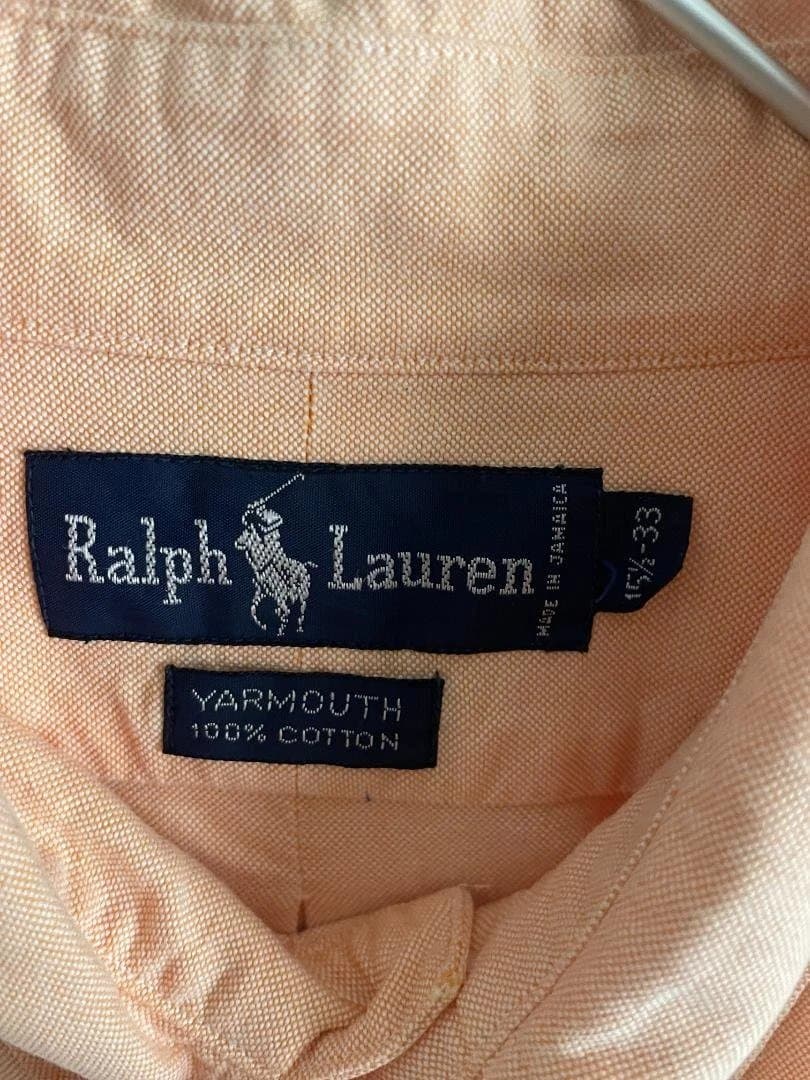 Ralph Lauren
MADE IN JAMAICA
15½-33
YARMOUTH
100% COTTON